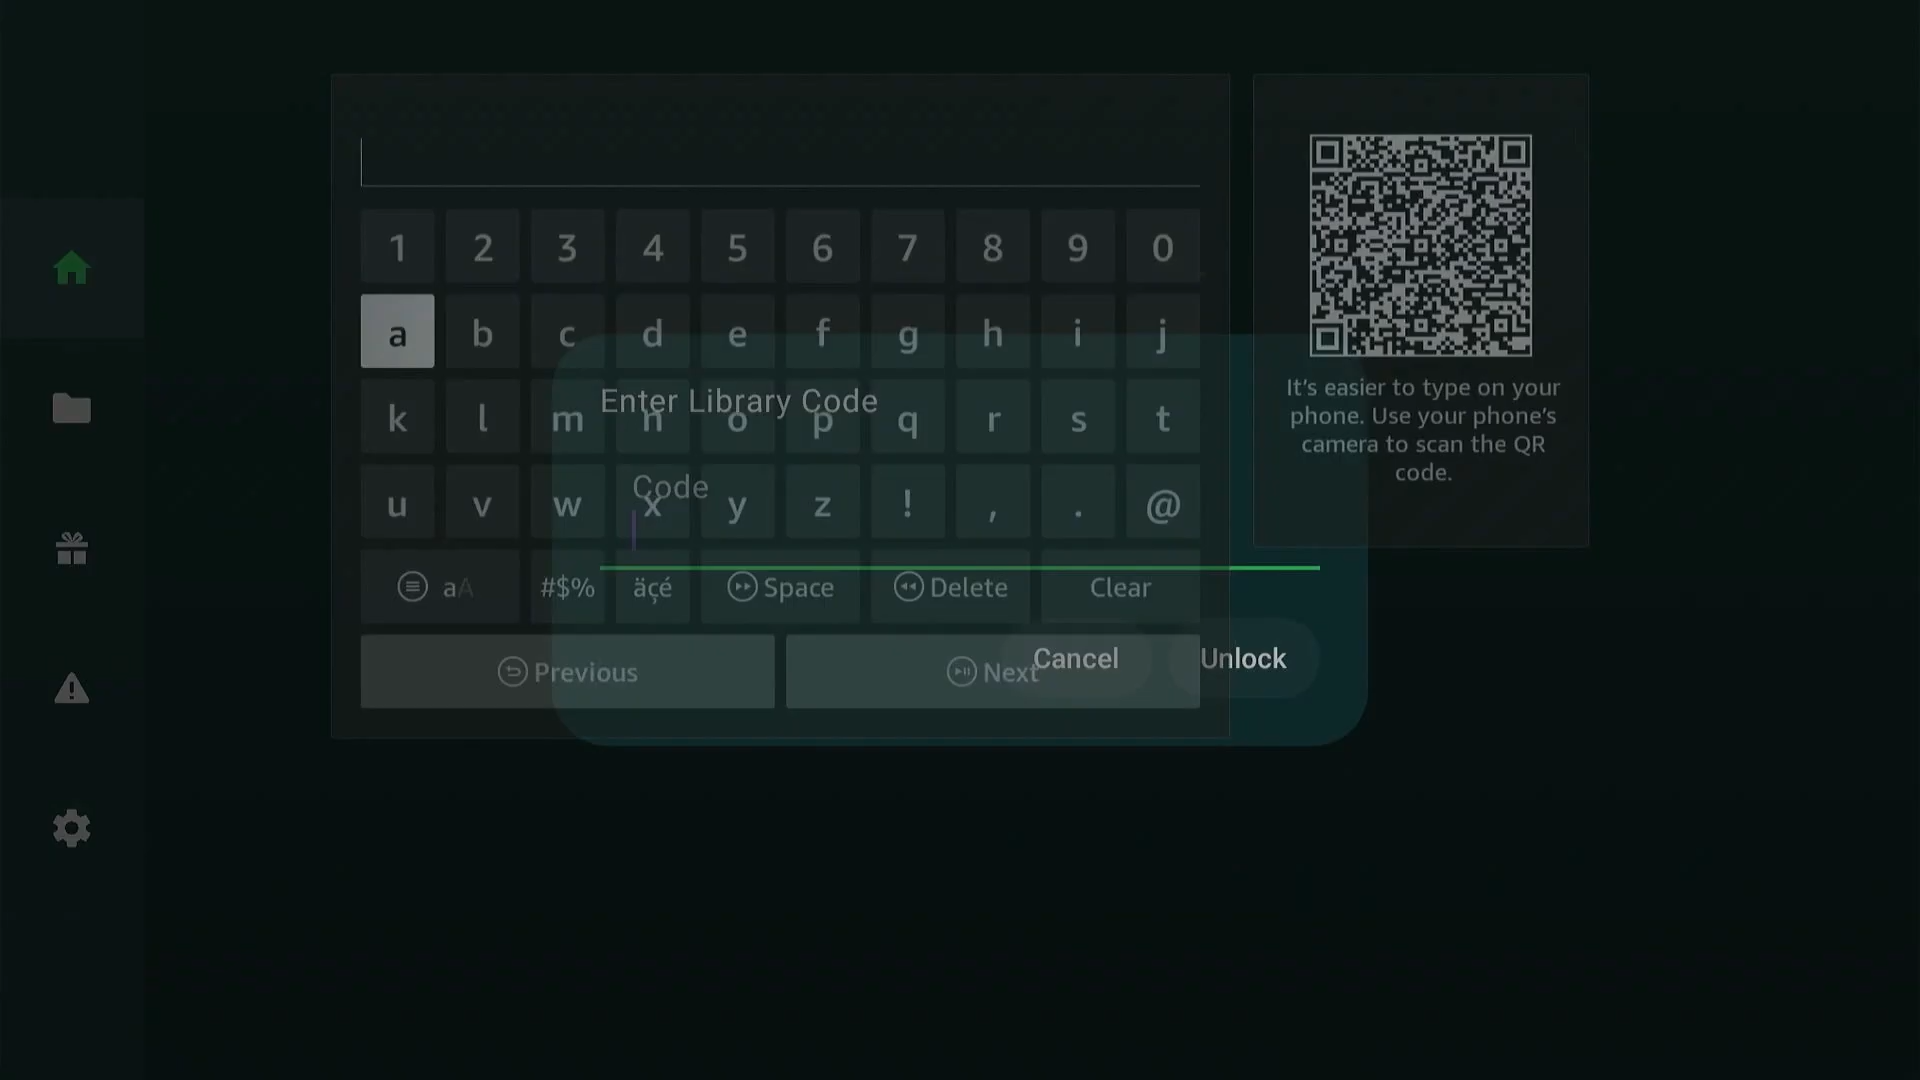 1 2 3 4 5 6 7 8 9 0
a b c d e f g h i j
k l m n o p q r s t
u v w x y z ! , . @
aA #$% äçé Space Delete Clear
Previous Next
Enter Library Code
Code
Cancel Unlock
It's easier to type on your
phone. Use your phone's
camera to scan the QR
code.